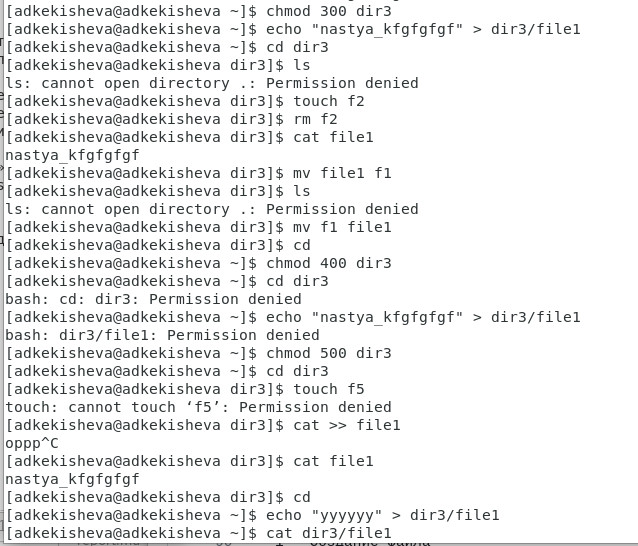 [adkekisheva@adkekisheva ~]$ chmod 300 dir3
[adkekisheva@adkekisheva ~]$ echo "nastya_kfgfgfgf" > dir3/file1
[adkekisheva@adkekisheva ~]$ cd dir3
[adkekisheva@adkekisheva dir3]$ ls
ls: cannot open directory .: Permission denied
[adkekisheva@adkekisheva dir3]$ touch f2
[adkekisheva@adkekisheva dir3]$ rm f2
[adkekisheva@adkekisheva dir3]$ cat file1
nastya_kfgfgfgf
[adkekisheva@adkekisheva dir3]$ mv file1 f1
[adkekisheva@adkekisheva dir3]$ ls
ls: cannot open directory .: Permission denied
[adkekisheva@adkekisheva dir3]$ mv f1 file1
[adkekisheva@adkekisheva dir3]$ cd
[adkekisheva@adkekisheva ~]$ chmod 400 dir3
[adkekisheva@adkekisheva ~]$ cd dir3
bash: cd: dir3: Permission denied
[adkekisheva@adkekisheva ~]$ echo "nastya_kfgfgfgf" > dir3/file1
bash: dir3/file1: Permission denied
[adkekisheva@adkekisheva ~]$ chmod 500 dir3
[adkekisheva@adkekisheva ~]$ cd dir3
[adkekisheva@adkekisheva dir3]$ touch f5
touch: cannot touch ‘f5’: Permission denied
[adkekisheva@adkekisheva dir3]$ cat >> file1
oppp^C
[adkekisheva@adkekisheva dir3]$ cat file1
nastya_kfgfgfgf
[adkekisheva@adkekisheva dir3]$ cd
[adkekisheva@adkekisheva ~]$ echo "yyyyyy" > dir3/file1
[adkekisheva@adkekisheva ~]$ cat dir3/file1